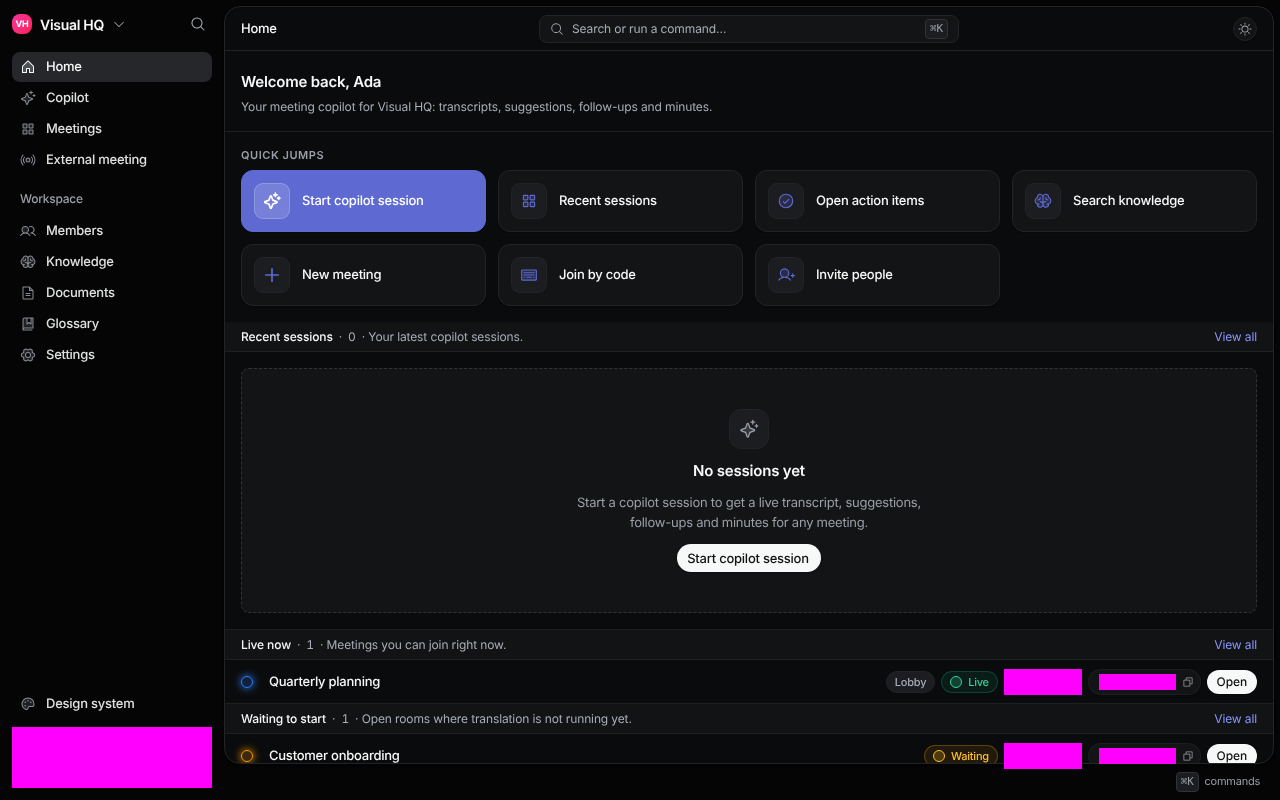 VH Visual HQ
Home
Copilot
Meetings
External meeting
Workspace
Members
Knowledge
Documents
Glossary
Settings
Design system
Home
Search or run a command...
⌘K
Welcome back, Ada
Your meeting copilot for Visual HQ: transcripts, suggestions, follow-ups and minutes.
QUICK JUMPS
Start copilot session
Recent sessions
Open action items
Search knowledge
New meeting
Join by code
Invite people
Recent sessions · 0 · Your latest copilot sessions.
View all
No sessions yet
Start a copilot session to get a live transcript, suggestions,
follow-ups and minutes for any meeting.
Start copilot session
Live now · 1 · Meetings you can join right now.
View all
Quarterly planning
Lobby
Live
Open
Waiting to start · 1 · Open rooms where translation is not running yet.
View all
Customer onboarding
Waiting
Open
⌘K commands